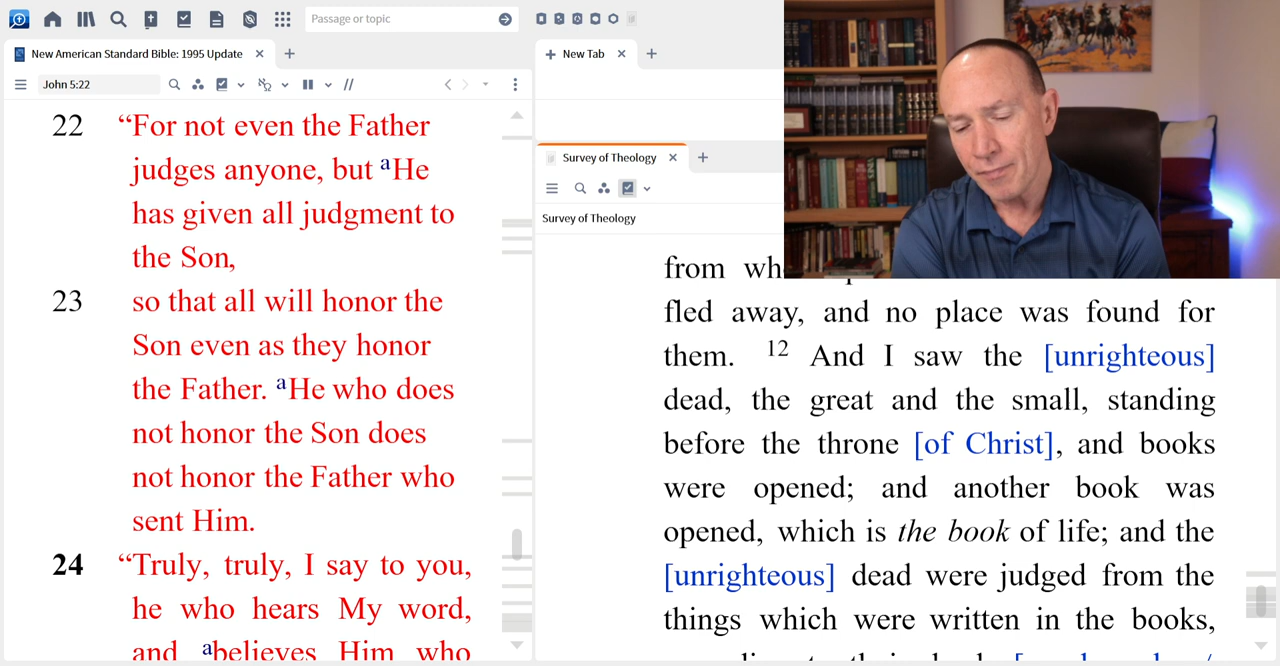 Passage or topic
New American Standard Bible: 1995 Update
New Tab
John 5:22
22 “For not even the Father
judges anyone, but aHe
has given all judgment to
the Son,
23 so that all will honor the
Son even as they honor
the Father. aHe who does
not honor the Son does
not honor the Father who
sent Him.
24 “Truly, truly, I say to you,
he who hears My word,
and abelieves Him who
Survey of Theology
Survey of Theology
from
fled away, and no place was found for
them. 12 And I saw the [unrighteous]
dead, the great and the small, standing
before the throne [of Christ], and books
were opened; and another book was
opened, which is the book of life; and the
[unrighteous] dead were judged from the
things which were written in the books,